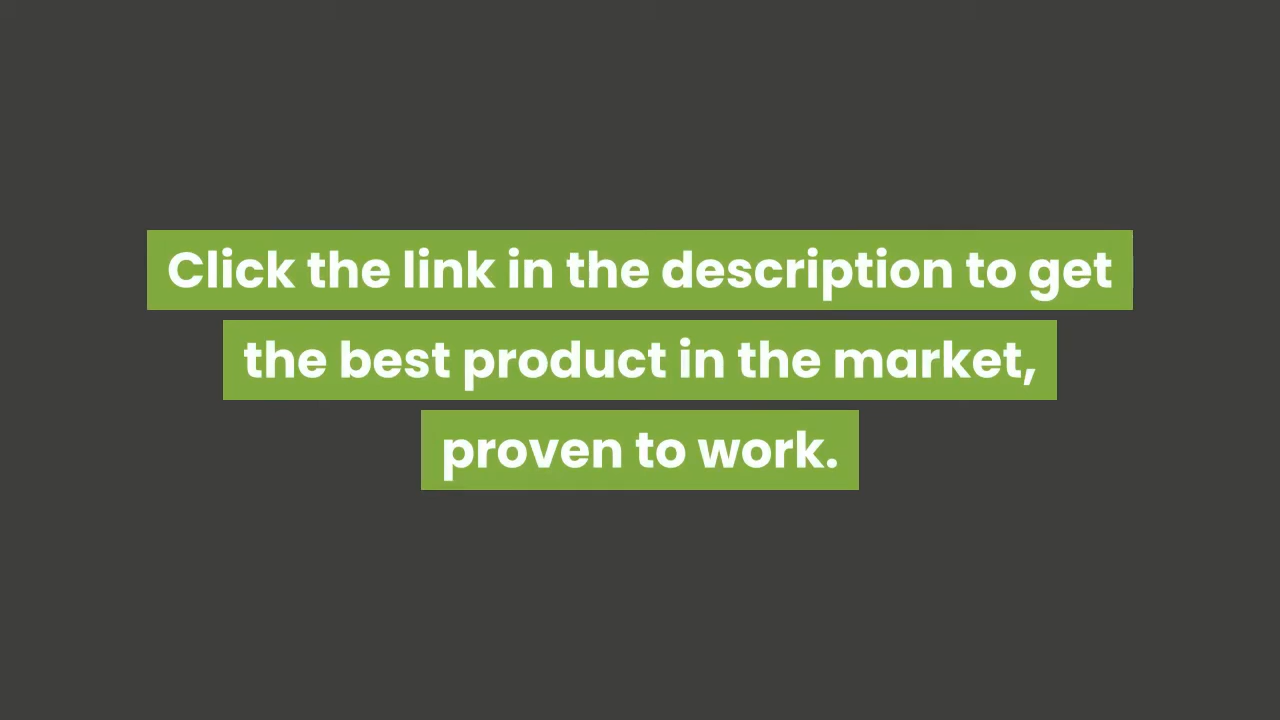 Click the link in the description to get
the best product in the market,
proven to work.